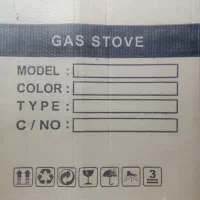 GAS STOVE
MODEL :
COLOR :
TYPE :
C / NO :
3